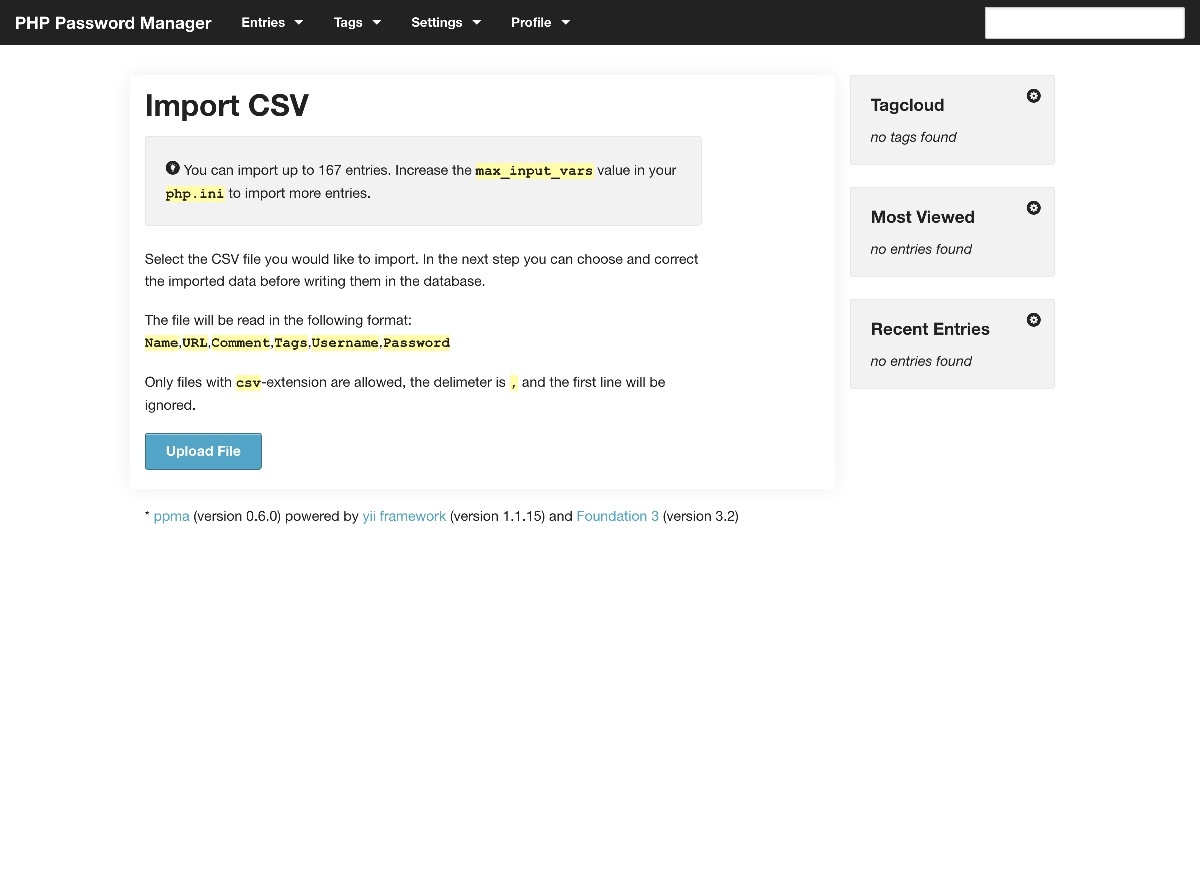 PHP Password Manager Entries Tags Settings Profile
Import CSV
You can import up to 167 entries. Increase the max_input_vars value in your
php.ini to import more entries.
Select the CSV file you would like to import. In the next step you can choose and correct
the imported data before writing them in the database.
The file will be read in the following format:
Name,URL,Comment,Tags,Username,Password
Only files with csv-extension are allowed, the delimeter is , and the first line will be
ignored.
Upload File
Tagcloud
no tags found
Most Viewed
no entries found
Recent Entries
no entries found
* ppma (version 0.6.0) powered by yii framework (version 1.1.15) and Foundation 3 (version 3.2)